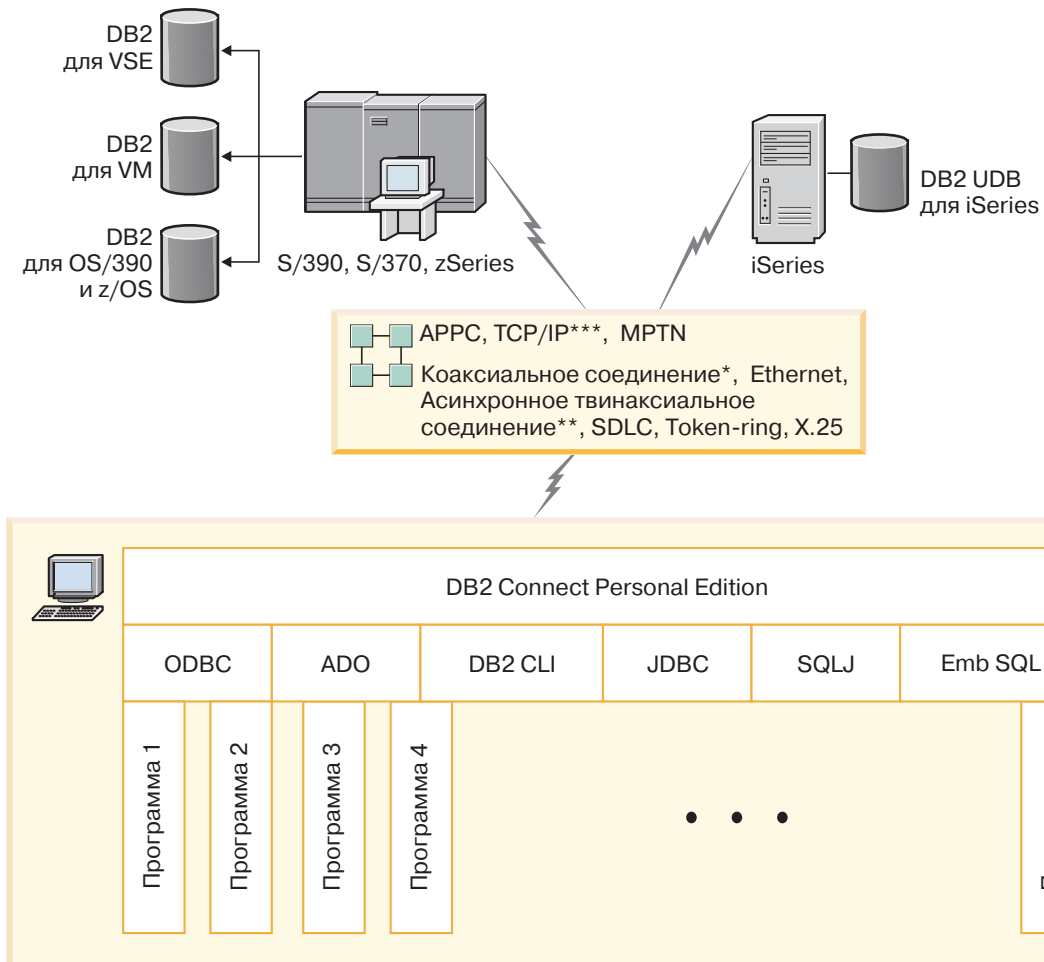 DB2
для VSE
DB2
для VM
DB2
для OS/390
и z/OS
S/390, S/370, zSeries
iSeries
DB2 UDB
для iSeries
APPC, TCP/IP***, MPTN
Коаксиальное соединение*, Ethernet,
Асинхронное твинаксиальное
соединение**, SDLC, Token-ring, X.25
DB2 Connect Personal Edition
ODBC
ADO
DB2 CLI
JDBC
SQLJ
Emb SQL
Программа 1
Программа 2
Программа 3
Программа 4